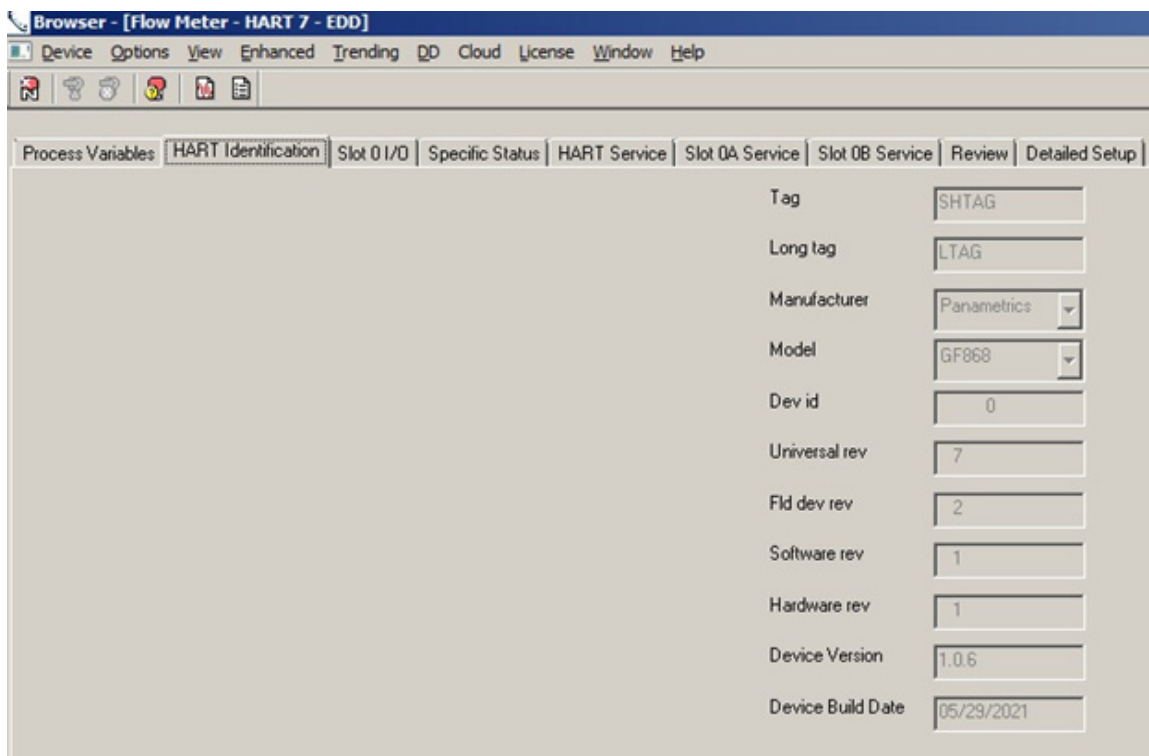 Browser - [Flow Meter - HART 7 - EDD]
Device Options View Enhanced Trending DD Cloud License Window Help
Process Variables HART Identification Slot 0 I/O Specific Status HART Service Slot 0A Service Slot 0B Service Review Detailed Setup
Tag SHTAG
Long tag LTAG
Manufacturer Panametrics
Model GF868
Dev id 0
Universal rev 7
Fld dev rev 2
Software rev 1
Hardware rev 1
Device Version 1.0.6
Device Build Date 05/29/2021